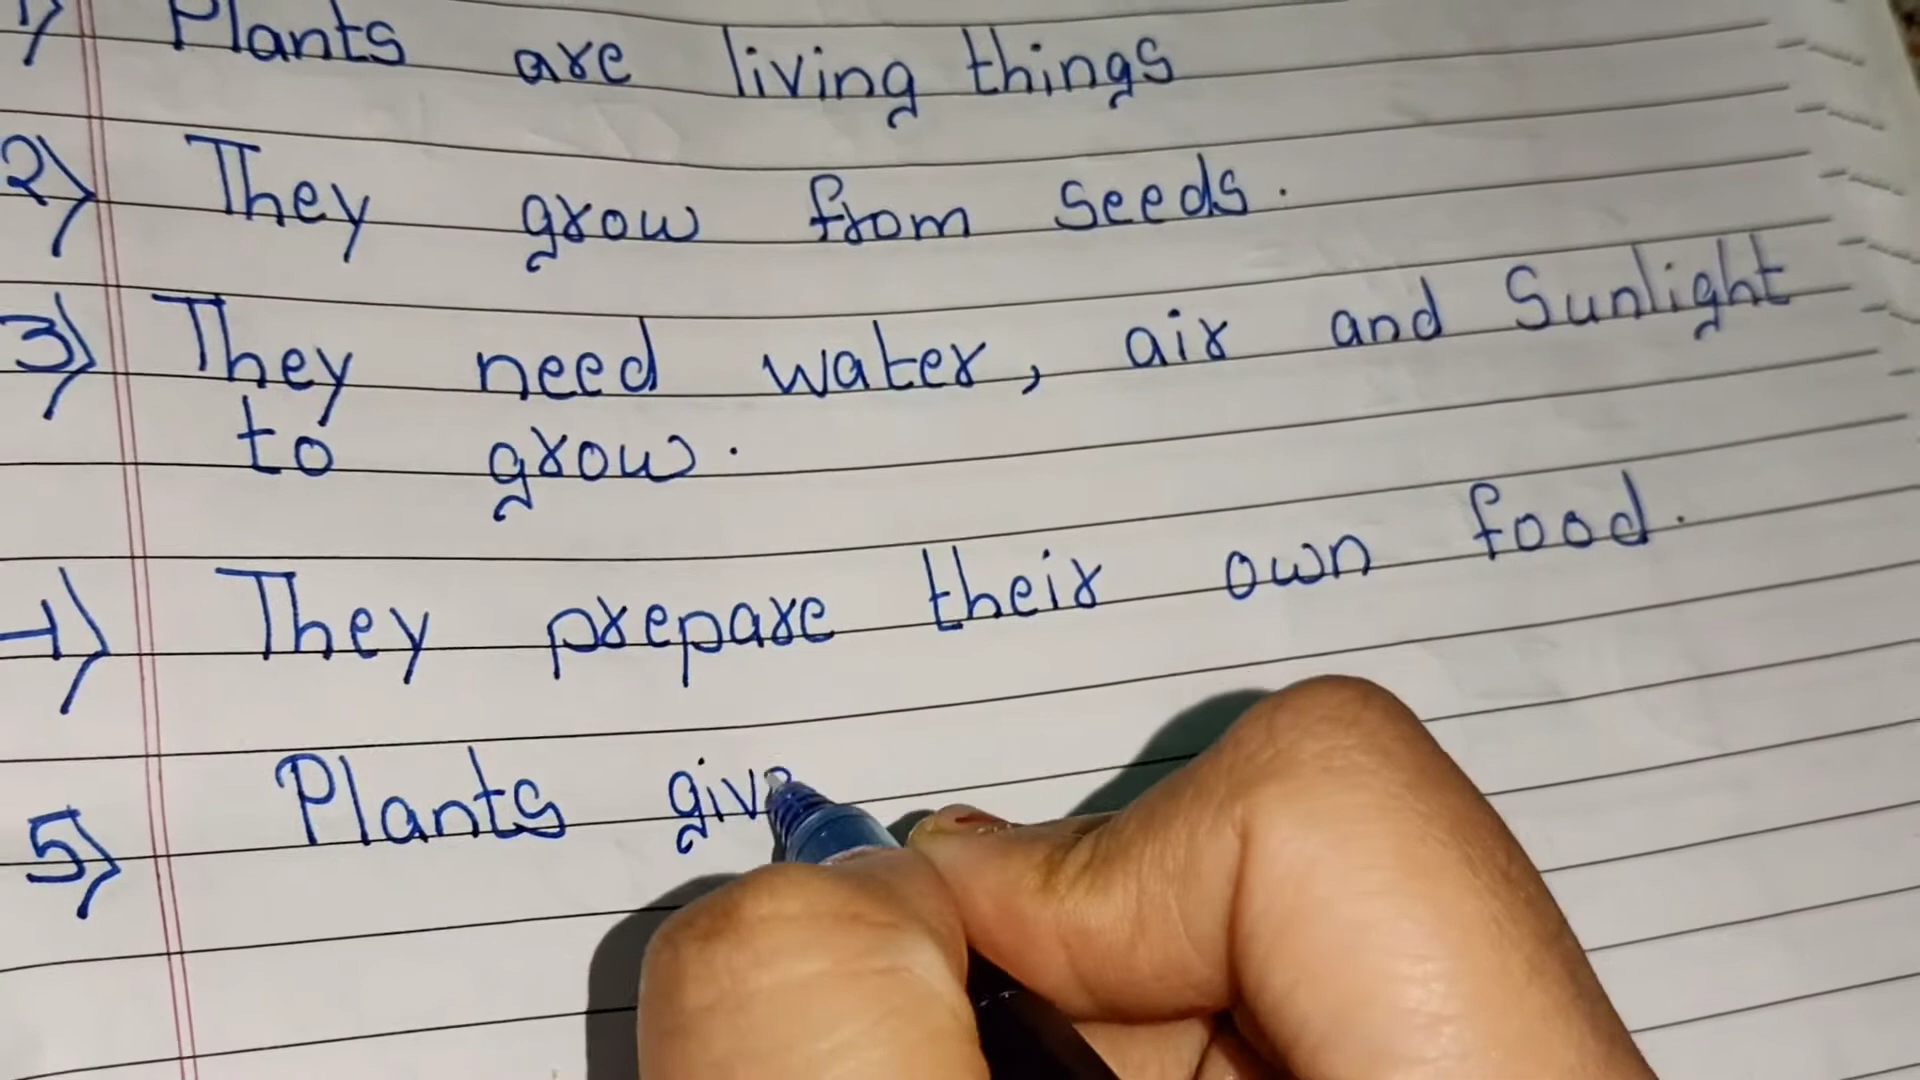 1) Plants are living things
2) They grow from seeds.
3) They need water, air and Sunlight
to grow.
4) They prepare their own food.
5) Plants give